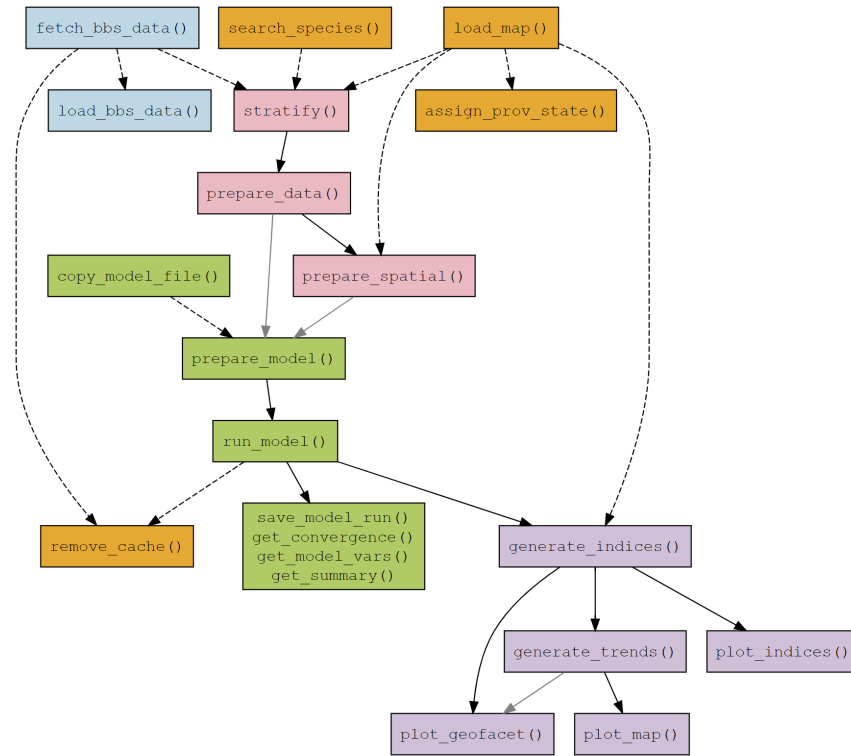 fetch_bbs_data()
search_species()
load_map()
load_bbs_data()
stratify()
assign_prov_state()
prepare_data()
copy_model_file()
prepare_spatial()
prepare_model()
run_model()
remove_cache()
save_model_run()
get_convergence()
get_model_vars()
get_summary()
generate_indices()
generate_trends()
plot_indices()
plot_geofacet()
plot_map()